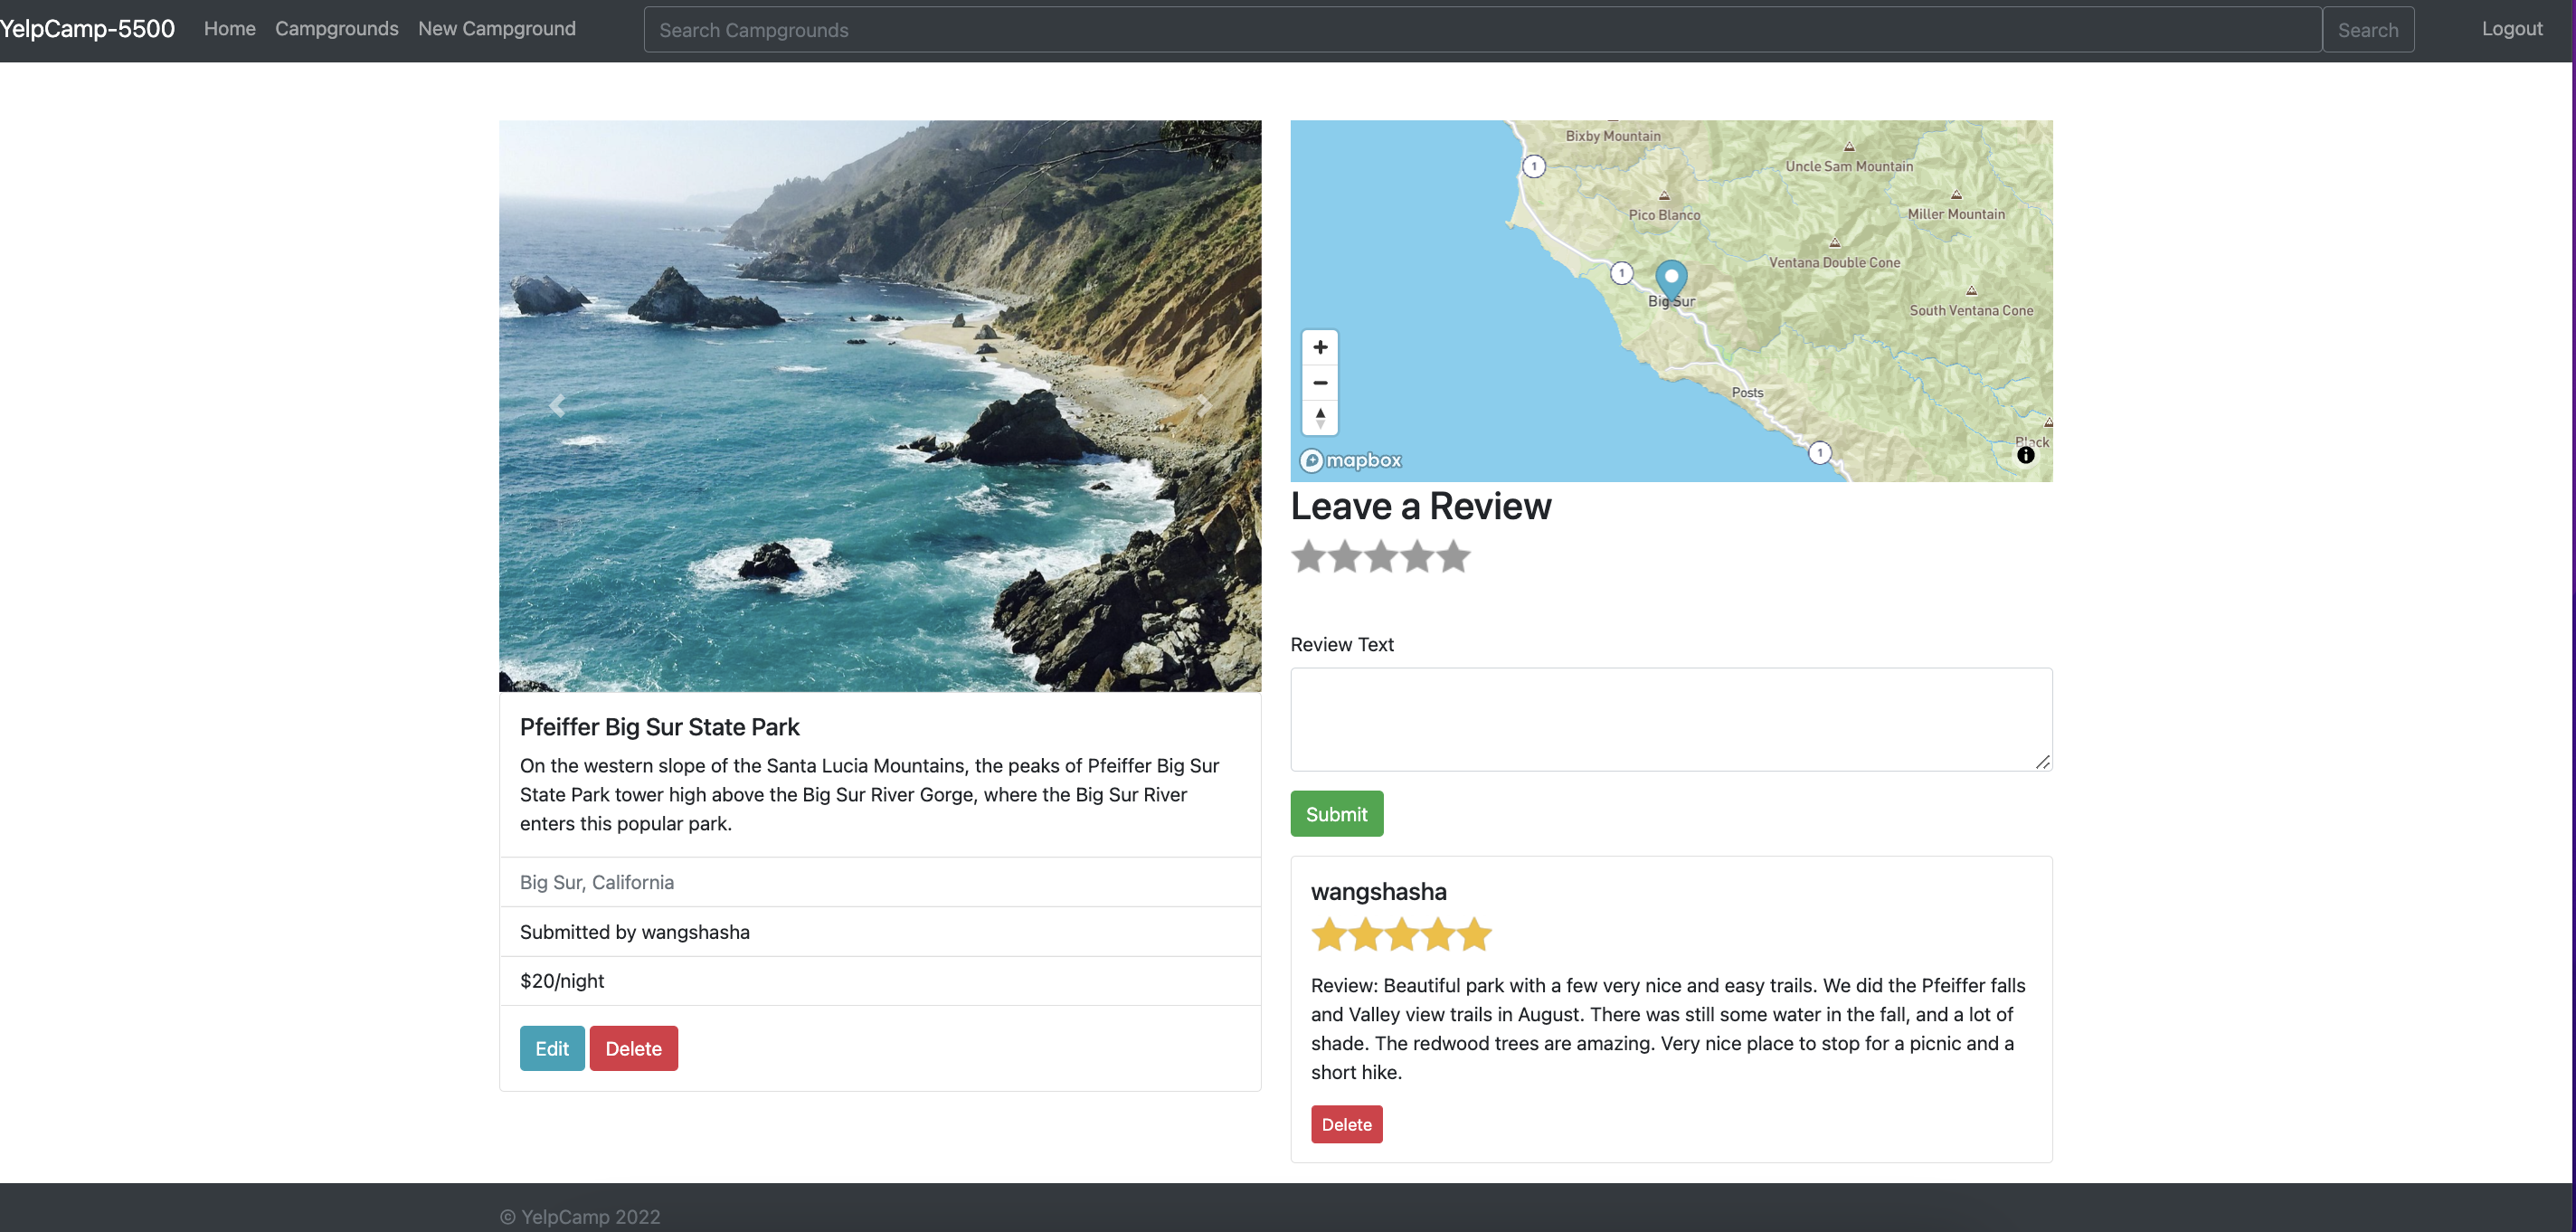 YelpCamp-5500 Home Campgrounds New Campground Search Campgrounds Search Logout
Bixby Mountain
1
Uncle Sam Mountain
Pico Blanco
Miller Mountain
Ventana Double Cone
1
Big Sur
South Ventana Cone
Posts
Black
1
mapbox
Leave a Review
Review Text
Submit
Pfeiffer Big Sur State Park
On the western slope of the Santa Lucia Mountains, the peaks of Pfeiffer Big Sur
State Park tower high above the Big Sur River Gorge, where the Big Sur River
enters this popular park.
Big Sur, California
Submitted by wangshasha
$20/night
Edit Delete
wangshasha
Review: Beautiful park with a few very nice and easy trails. We did the Pfeiffer falls
and Valley view trails in August. There was still some water in the fall, and a lot of
shade. The redwood trees are amazing. Very nice place to stop for a picnic and a
short hike.
Delete
© YelpCamp 2022